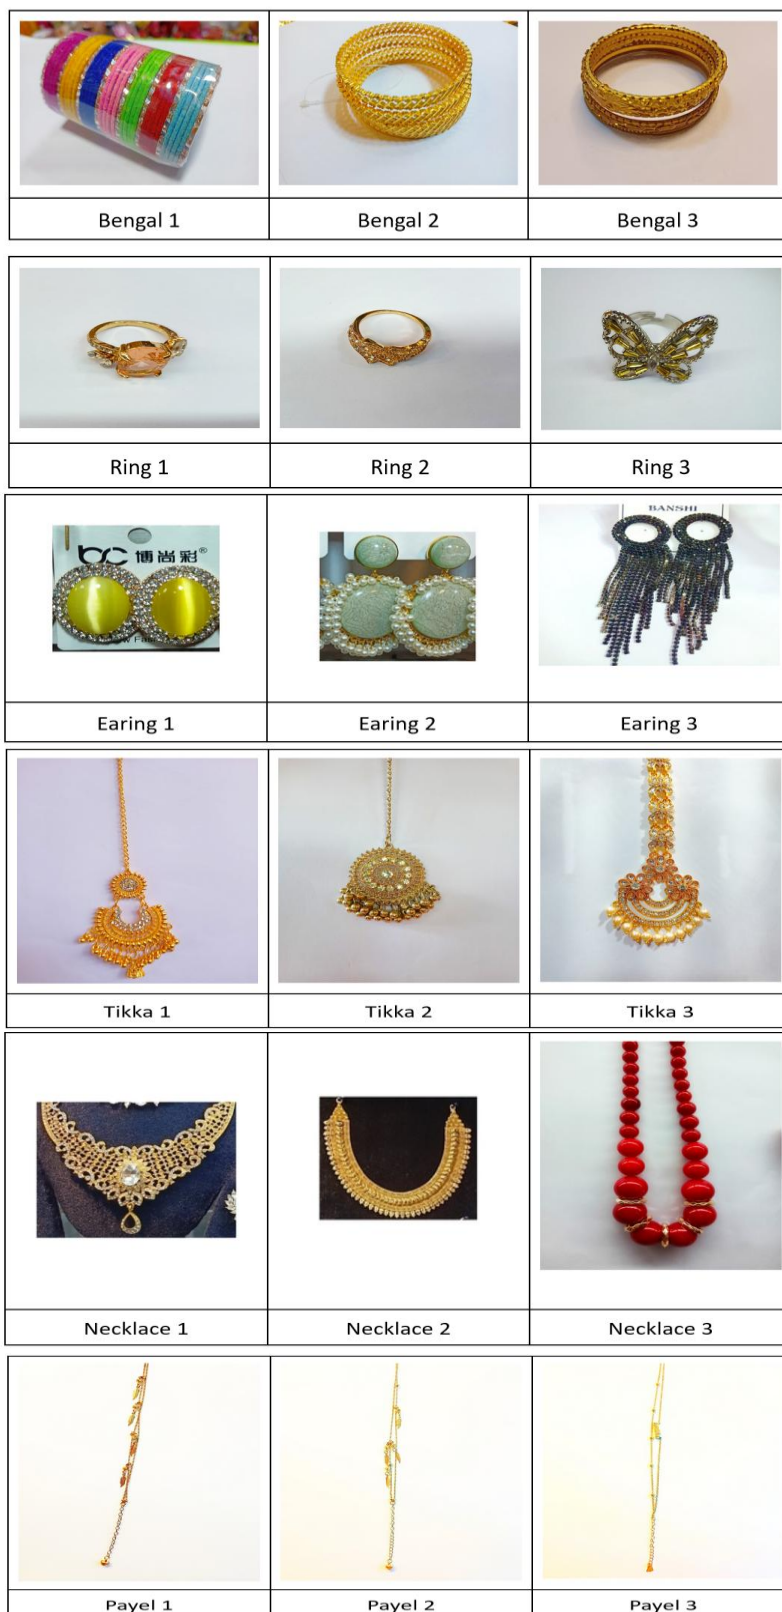 Bengal 1
Bengal 2
Bengal 3
Ring 1
Ring 2
Ring 3
bc 博尚彩®
BANSHI
Earing 1
Earing 2
Earing 3
Tikka 1
Tikka 2
Tikka 3
Necklace 1
Necklace 2
Necklace 3
Payel 1
Payel 2
Payel 3